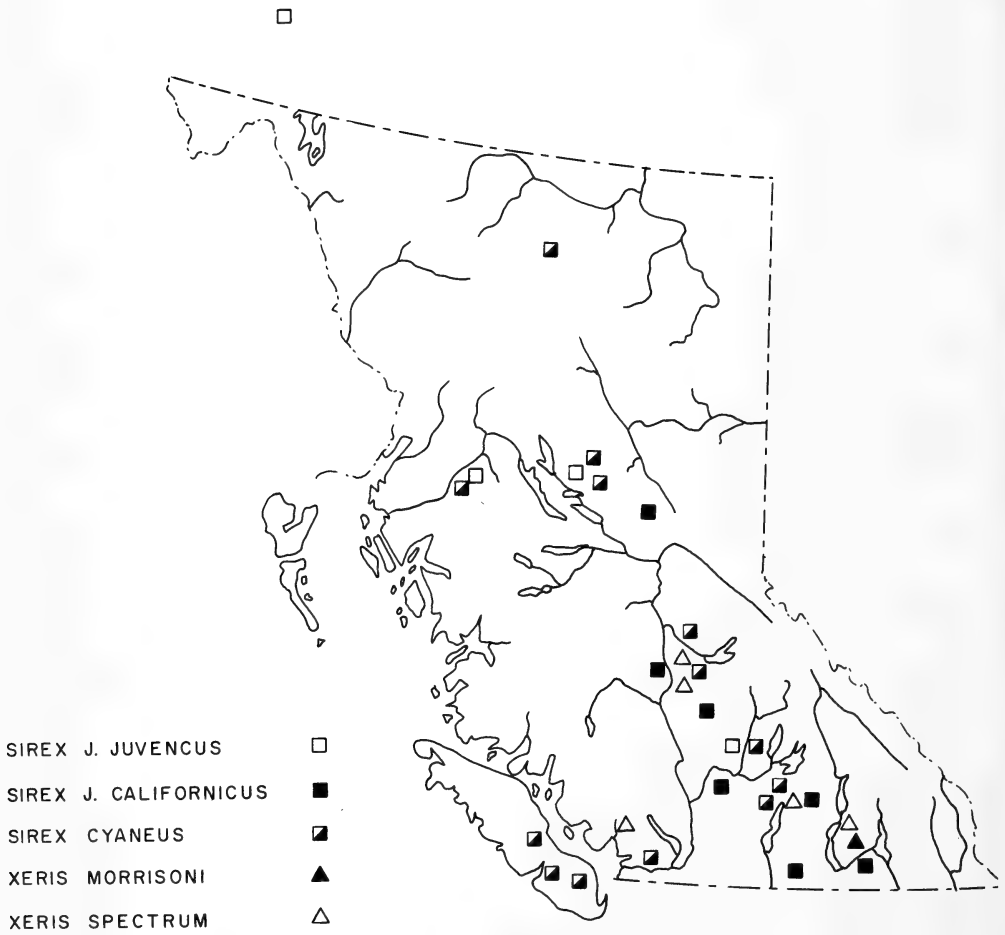 SIREX J. JUVENCUS
SIREX J. CALIFORNICUS
SIREX CYANEUS
XERIS MORRISONI
XERIS SPECTRUM